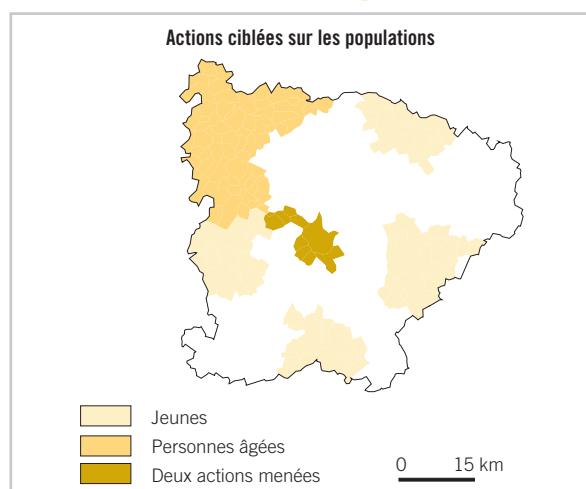 Actions ciblées sur les populations
Jeunes
Personnes âgées
Deux actions menées
0 15 km